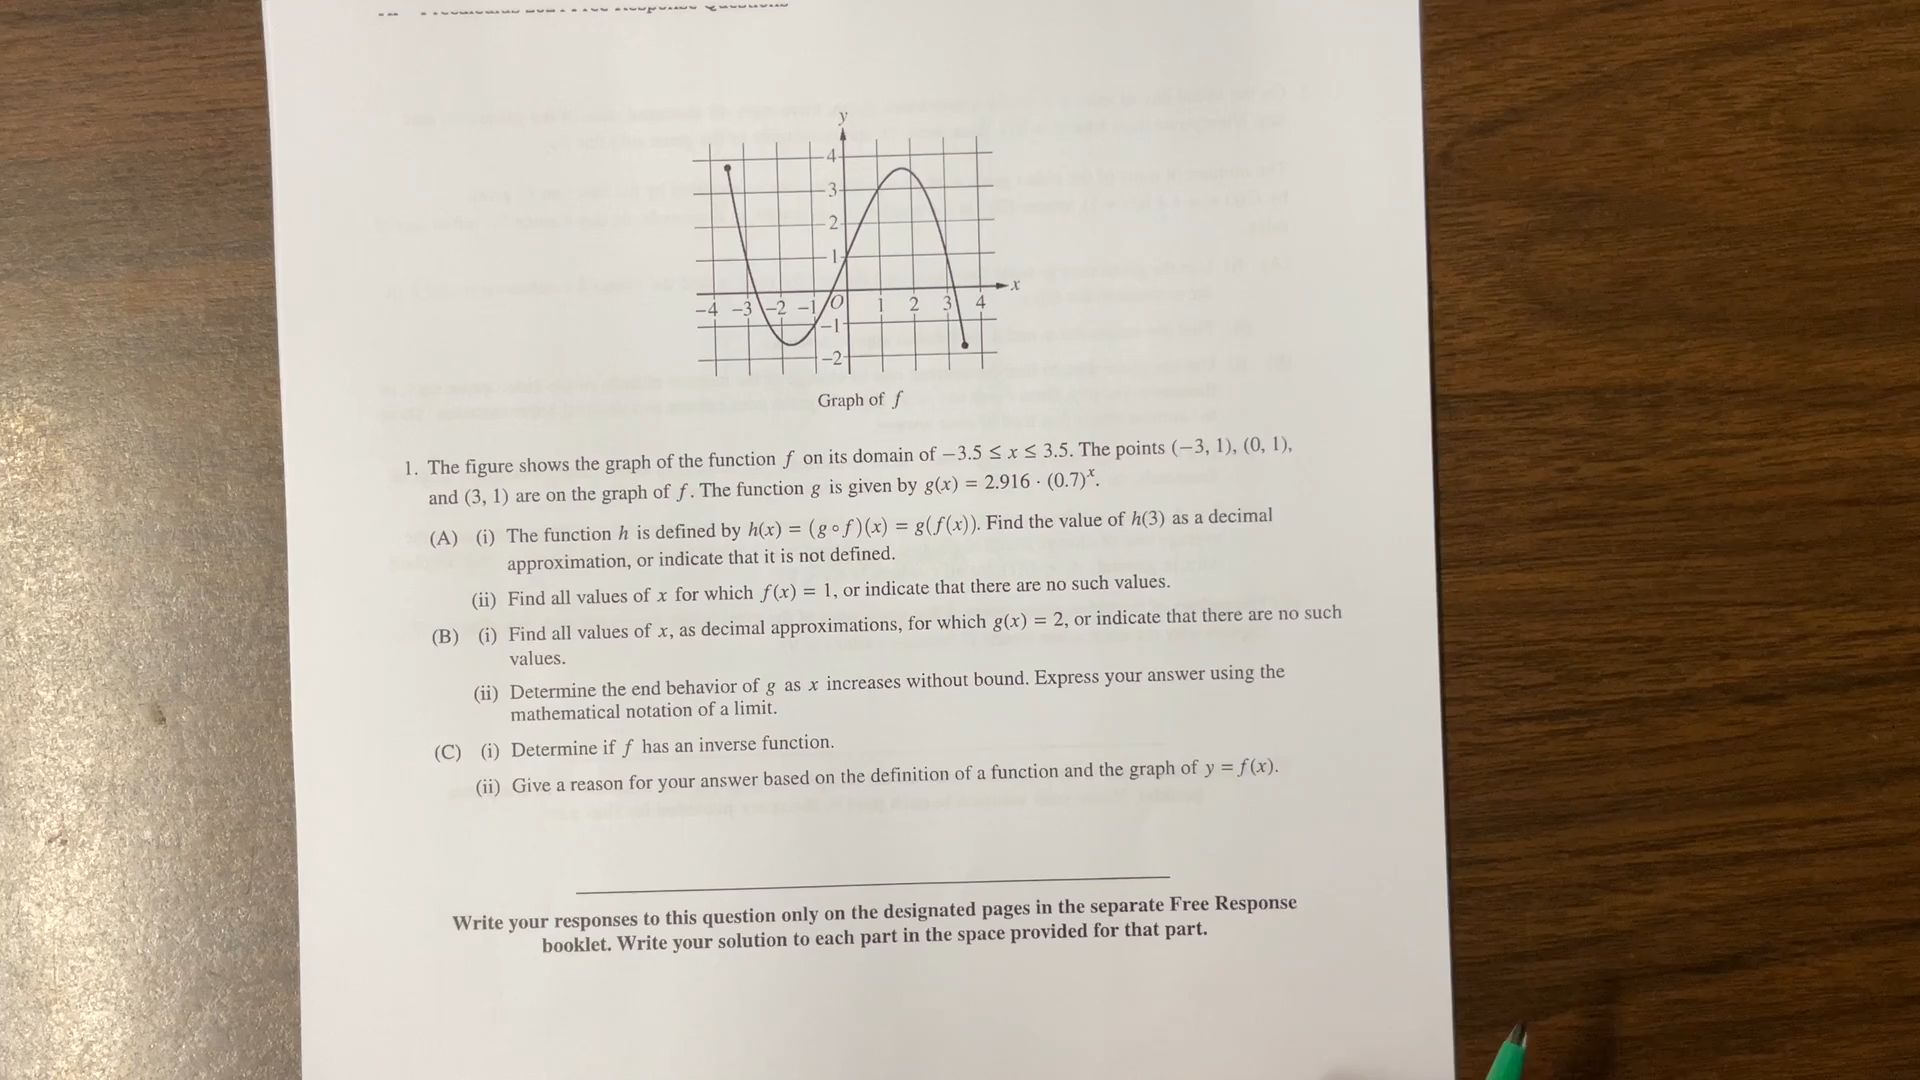 y
4
3
2
1
x
-4 -3 -2 -1 O 1 2 3 4
-1
-2
Graph of f
1. The figure shows the graph of the function f on its domain of −3.5 ≤ x ≤ 3.5. The points (−3, 1), (0, 1),
and (3, 1) are on the graph of f. The function g is given by g(x) = 2.916 · (0.7)ˣ.
(A) (i) The function h is defined by h(x) = (g ∘ f)(x) = g(f(x)). Find the value of h(3) as a decimal
approximation, or indicate that it is not defined.
(ii) Find all values of x for which f(x) = 1, or indicate that there are no such values.
(B) (i) Find all values of x, as decimal approximations, for which g(x) = 2, or indicate that there are no such
values.
(ii) Determine the end behavior of g as x increases without bound. Express your answer using the
mathematical notation of a limit.
(C) (i) Determine if f has an inverse function.
(ii) Give a reason for your answer based on the definition of a function and the graph of y = f(x).
Write your responses to this question only on the designated pages in the separate Free Response
booklet. Write your solution to each part in the space provided for that part.